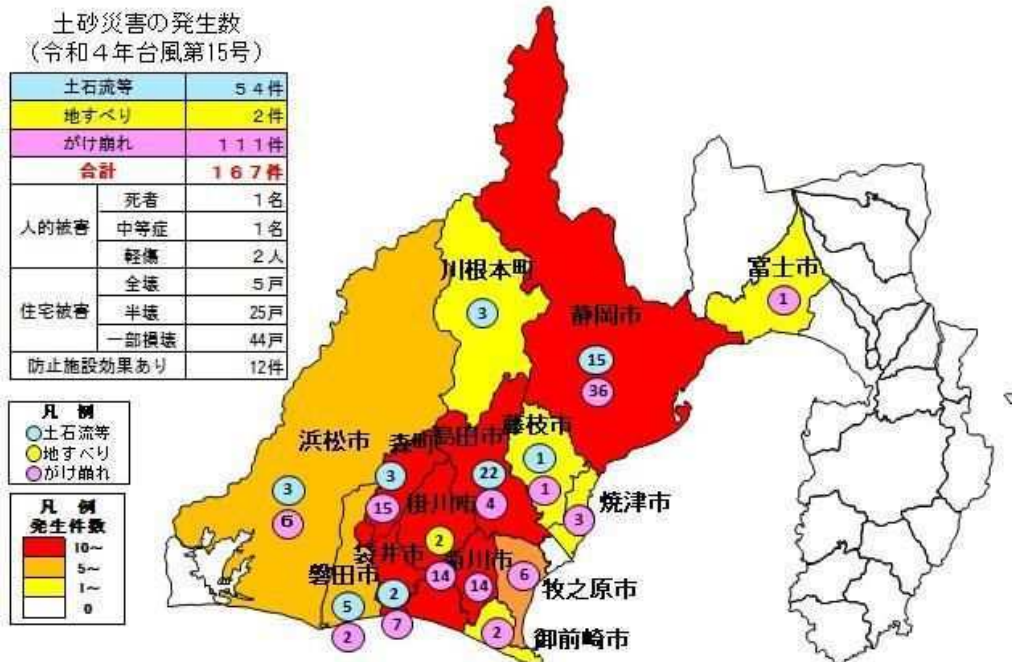 土砂災害の発生数
（令和４年台風第15号）
土石流等 ５４件
地すべり ２件
がけ崩れ １１１件
合計 １６７件
人的被害 死者 1名
中等症 1名
軽傷 2人
住宅被害 全壊 5戸
半壊 25戸
一部損壊 44戸
防止施設効果あり 12件
凡 例
土石流等
地すべり
がけ崩れ
凡 例
発生件数
10～
5～
1～
0
川根本町
3
静岡市
15
36
富士市
1
浜松市
3
6
森町
3
15
島田市
22
4
藤枝市
1
1
焼津市
3
掛川市
2
14
袋井市
2
7
磐田市
5
2
菊川市
14
牧之原市
6
御前崎市
2